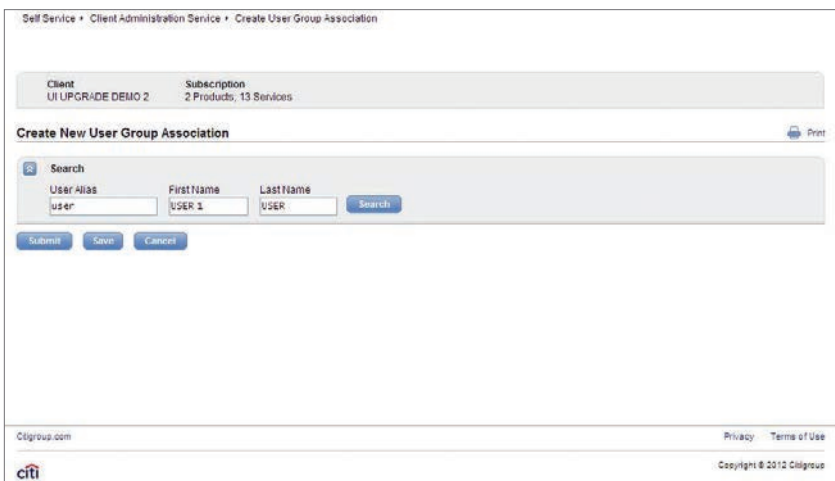 Self Service › Client Administration Service › Create User Group Association
Client Subscription
UI UPGRADE DEMO 2 2 Products, 13 Services
Create New User Group Association Print
Search
User Alias First Name Last Name
user USER 1 USER Search
Submit Save Cancel
Citigroup.com Privacy Terms of Use
citi Copyright © 2012 Citigroup